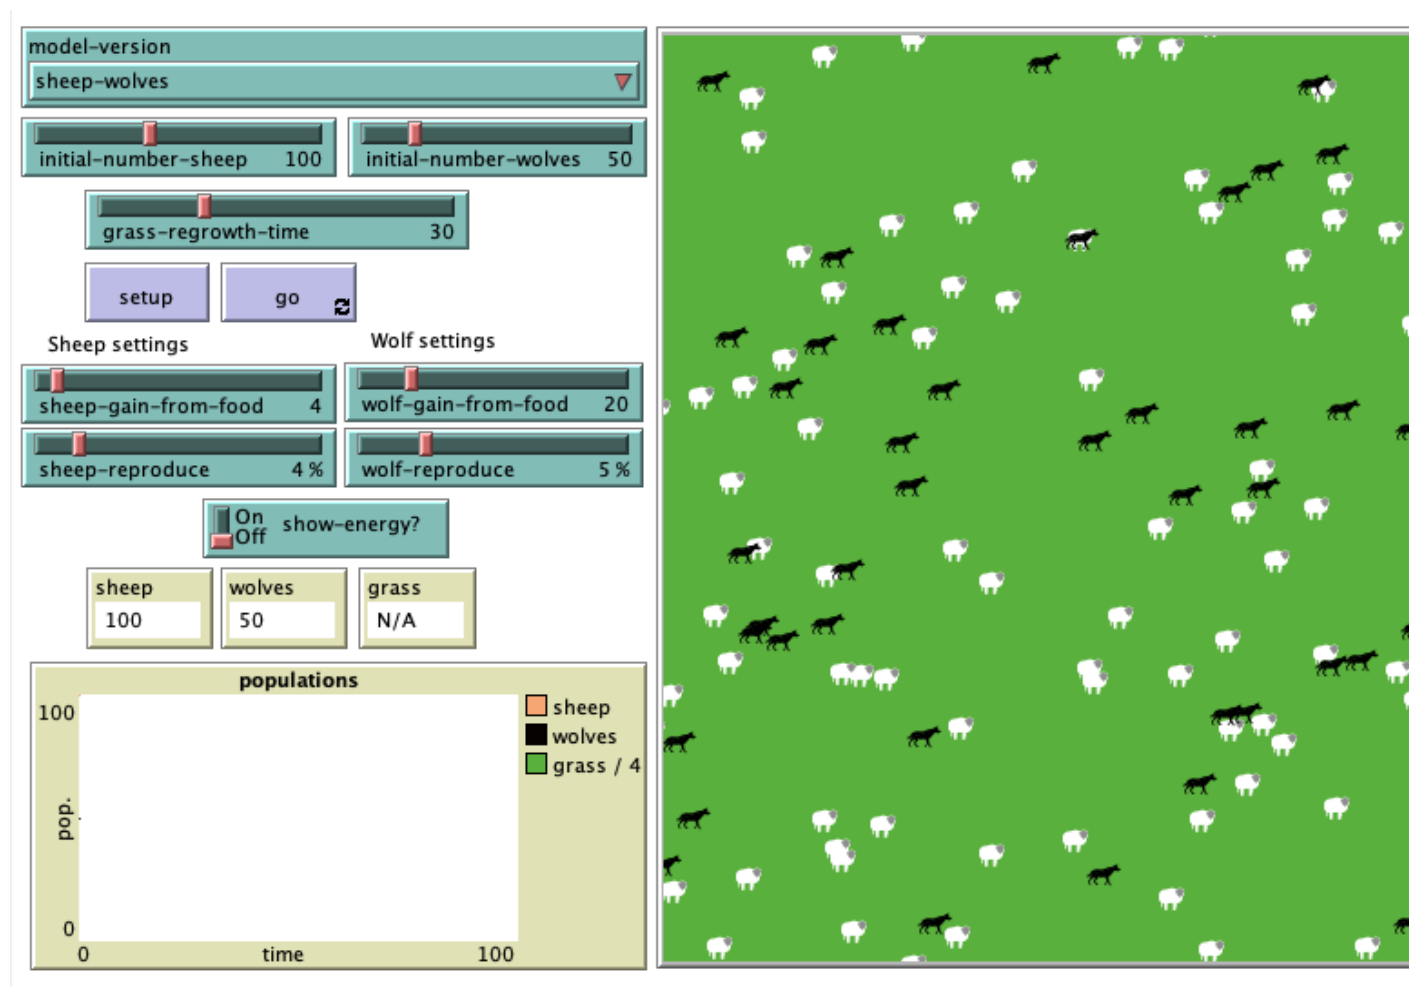 model-version
sheep-wolves
initial-number-sheep 100
initial-number-wolves 50
grass-regrowth-time 30
setup
go
Sheep settings
Wolf settings
sheep-gain-from-food 4
wolf-gain-from-food 20
sheep-reproduce 4 %
wolf-reproduce 5 %
On
Off
show-energy?
sheep
100
wolves
50
grass
N/A
populations
100
pop.
0
0
time
100
sheep
wolves
grass / 4